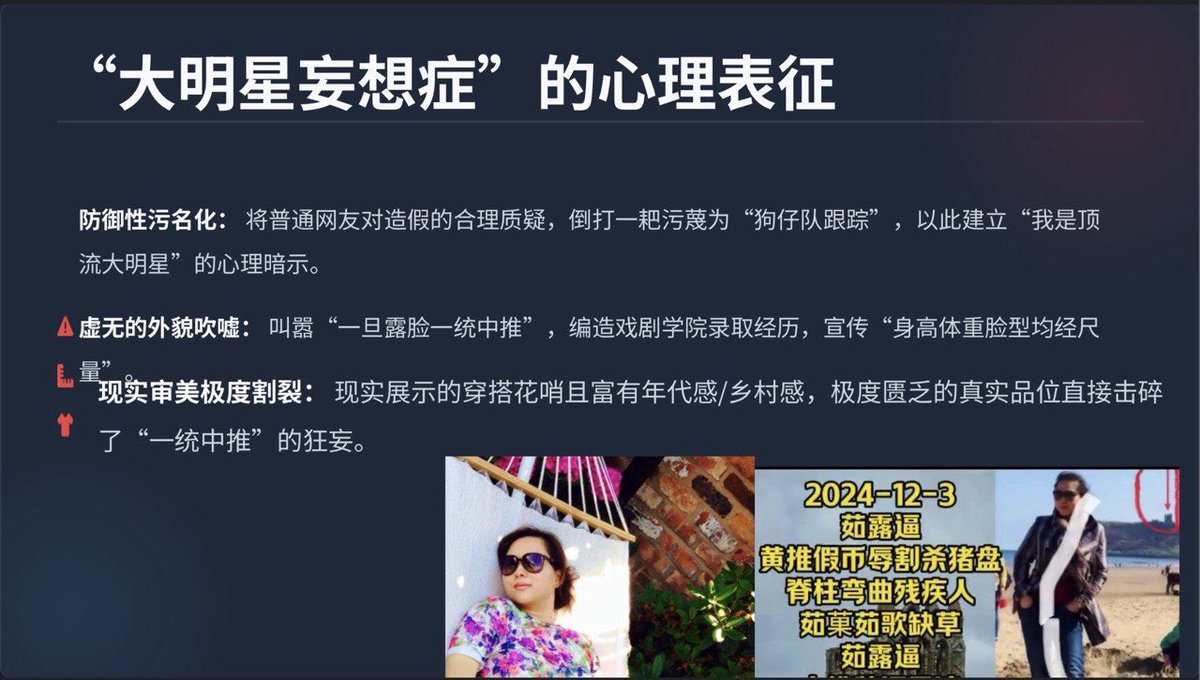 “大明星妄想症”的心理表征
防御性污名化： 将普通网友对造假的合理质疑，倒打一耙污蔑为“狗仔队跟踪”，以此建立“我是顶
流大明星”的心理暗示。
虚无的外貌吹嘘： 叫嚣“一旦露脸一统中推”，编造戏剧学院录取经历，宣传“身高体重脸型均经尺
量”。
现实审美极度割裂： 现实展示的穿搭花哨且富有年代感/乡村感，极度匮乏的真实品位直接击碎
了“一统中推”的狂妄。
2024-12-3
茹露逼
黄推假币辱割杀猪盘
脊柱弯曲残疾人
茹菓茹歌缺草
茹露逼